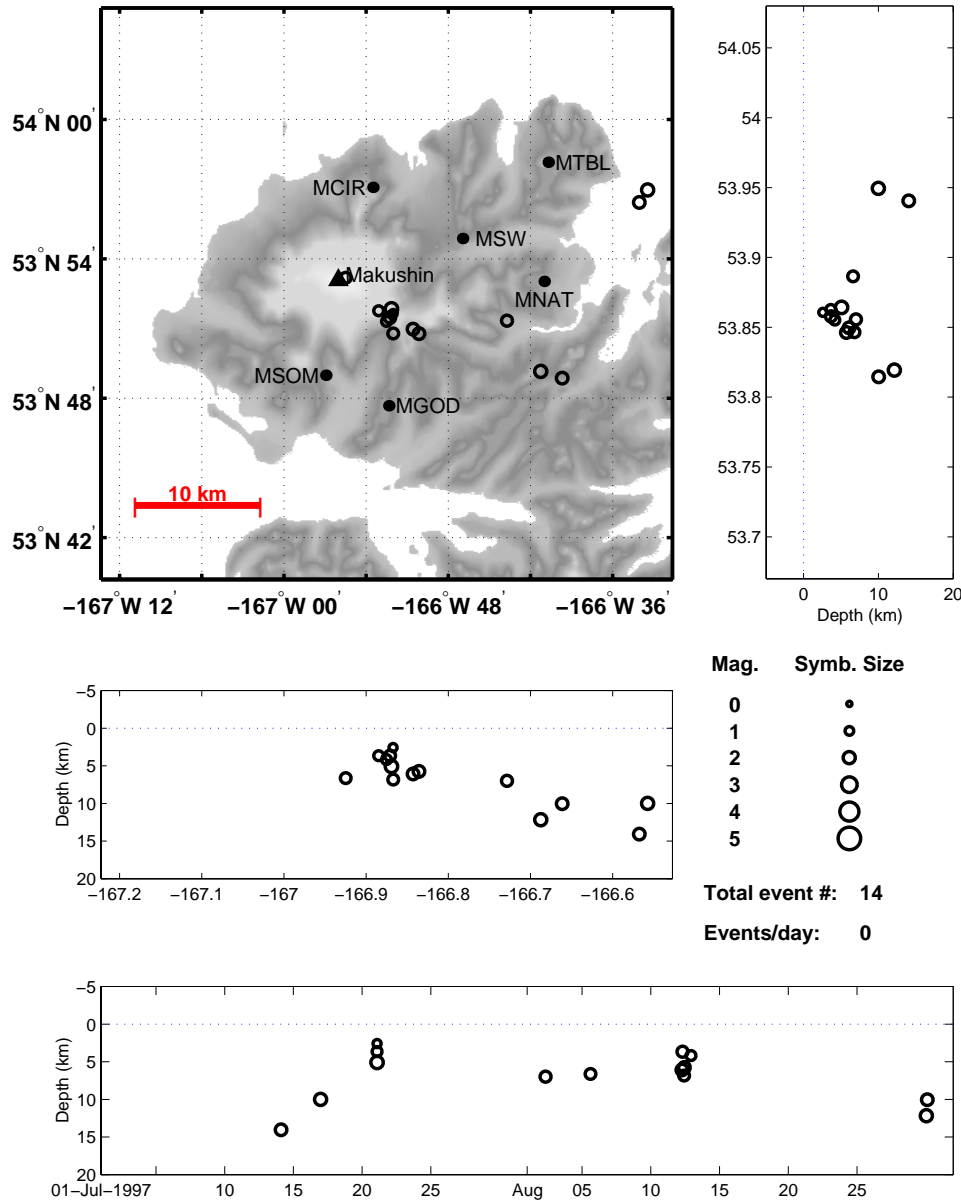 54°N 00'
53°N 54'
53°N 48'
53°N 42'
−167°W 12'
−167°W 00'
−166°W 48'
−166°W 36'
MTBL
MCIR
MSW
Makushin
MNAT
MSOM
MGOD
10 km
54.05
54
53.95
53.9
53.85
53.8
53.75
53.7
0
10
20
Depth (km)
−5
0
5
10
15
20
Depth (km)
−167.2
−167.1
−167
−166.9
−166.8
−166.7
−166.6
Mag. Symb. Size
0
1
2
3
4
5
Total event #: 14
Events/day: 0
−5
0
5
10
15
20
Depth (km)
01−Jul−1997
10
15
20
25
Aug
05
10
15
20
25